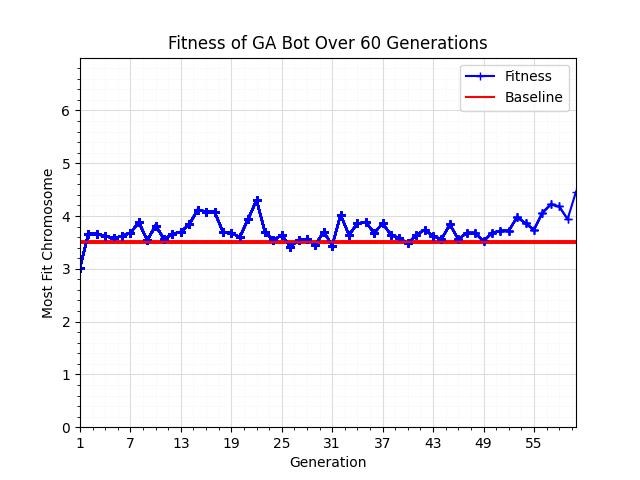 Fitness of GA Bot Over 60 Generations
Fitness
Baseline
Most Fit Chromosome
6
5
4
3
2
1
0
1 7 13 19 25 31 37 43 49 55
Generation